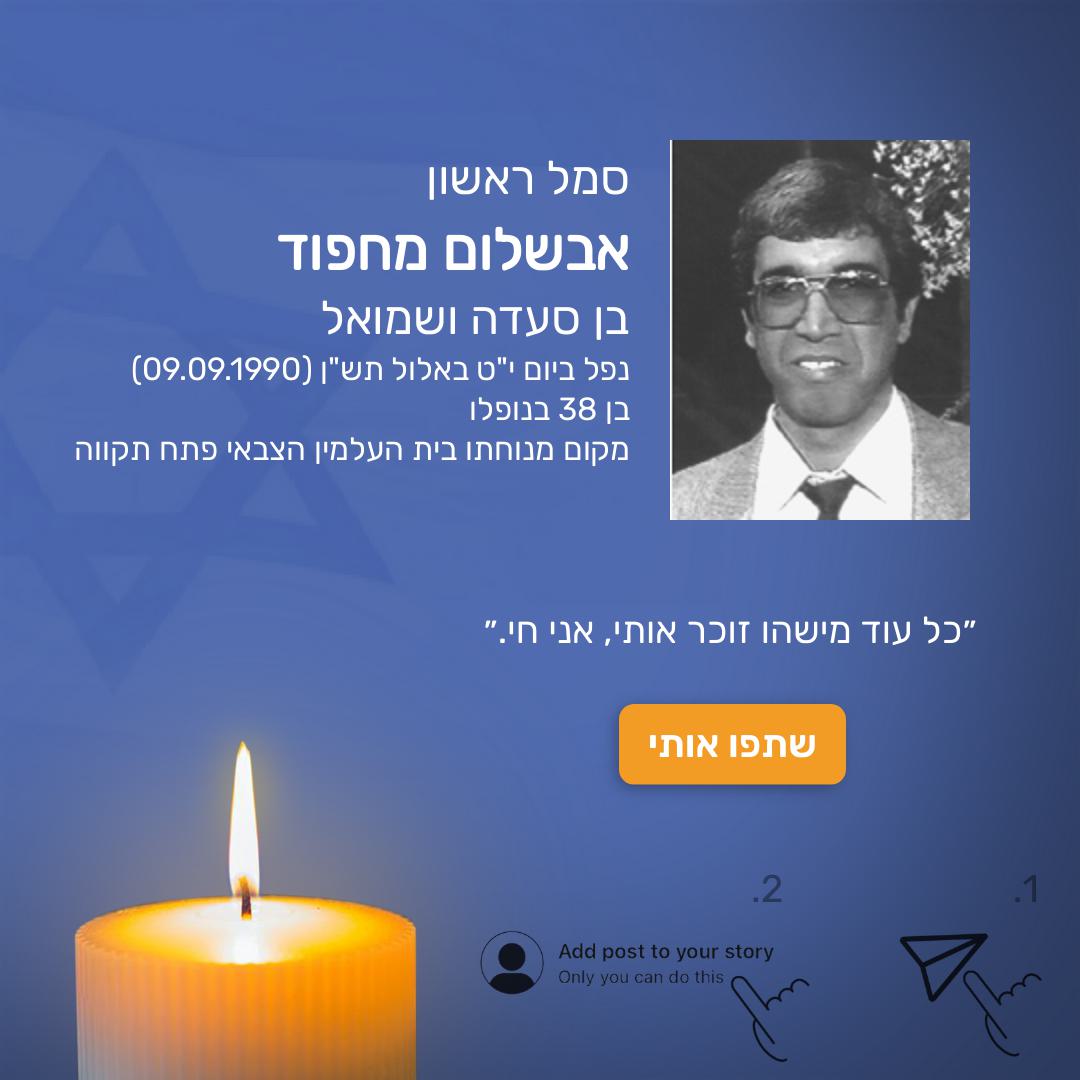 סמל ראשון
אבשלום מחפוד
בן סעדה ושמואל
נפל ביום י"ט באלול תש"ן (09.09.1990)
בן 38 בנופלו
מקום מנוחתו בית העלמין הצבאי פתח תקווה
”כל עוד מישהו זוכר אותי, אני חי.”
שתפו אותי
1.
2.
Add post to your story
Only you can do this